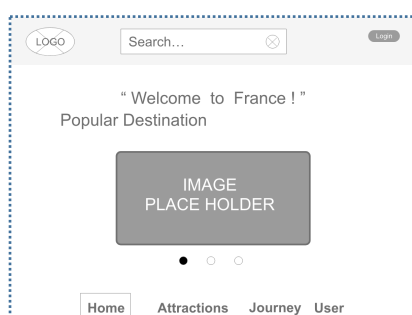 LOGO
Search…
Login
“ Welcome to France ! ”
Popular Destination
IMAGE
PLACE HOLDER
Home Attractions Journey User